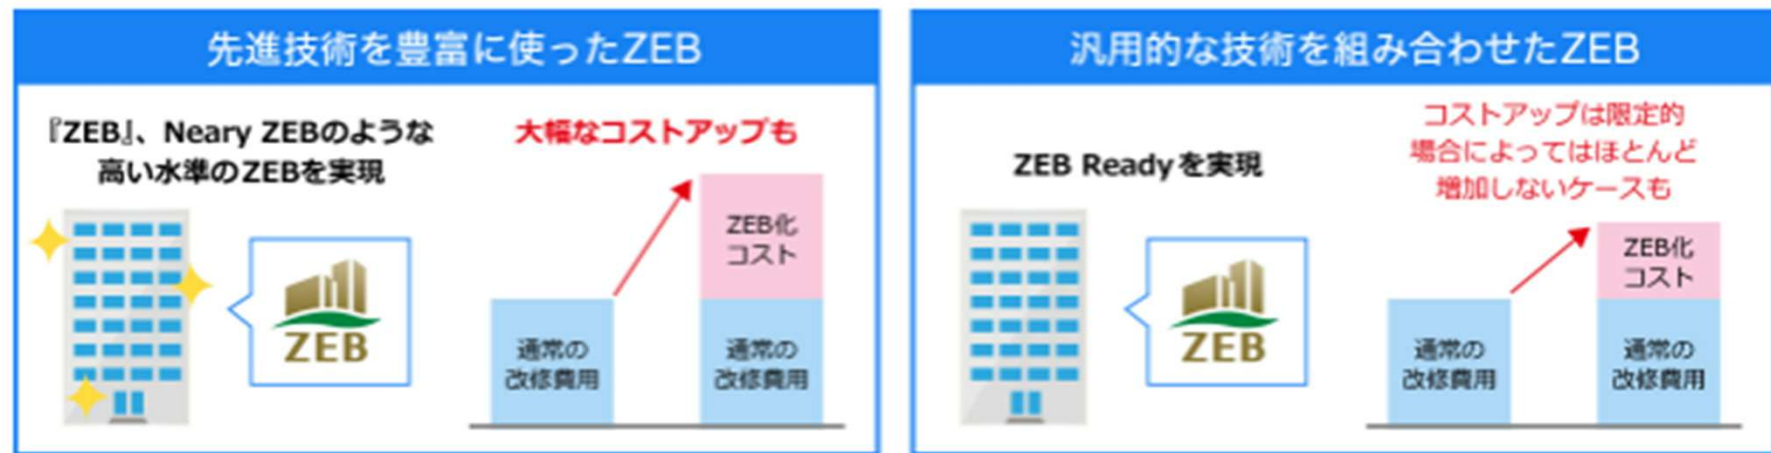 先進技術を豊富に使ったZEB
『ZEB』、Neary ZEBのような
高い水準のZEBを実現
大幅なコストアップも
ZEB化
コスト
ZEB
通常の
改修費用
通常の
改修費用
汎用的な技術を組み合わせたZEB
ZEB Readyを実現
コストアップは限定的
場合によってはほとんど
増加しないケースも
ZEB化
コスト
ZEB
通常の
改修費用
通常の
改修費用